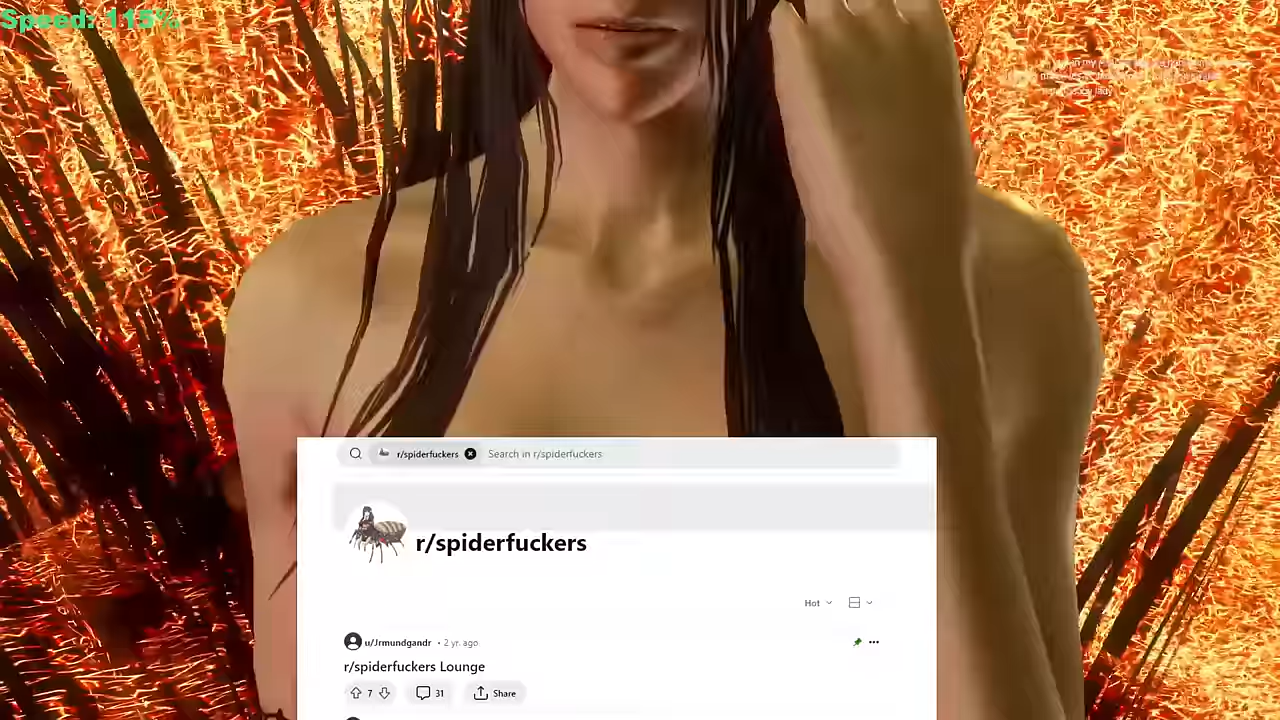 Speed: 115%
r/spiderfuckers
Search in r/spiderfuckers
r/spiderfuckers
Hot
u/Jrmundgandr • 2 yr. ago
r/spiderfuckers Lounge
7
31
Share